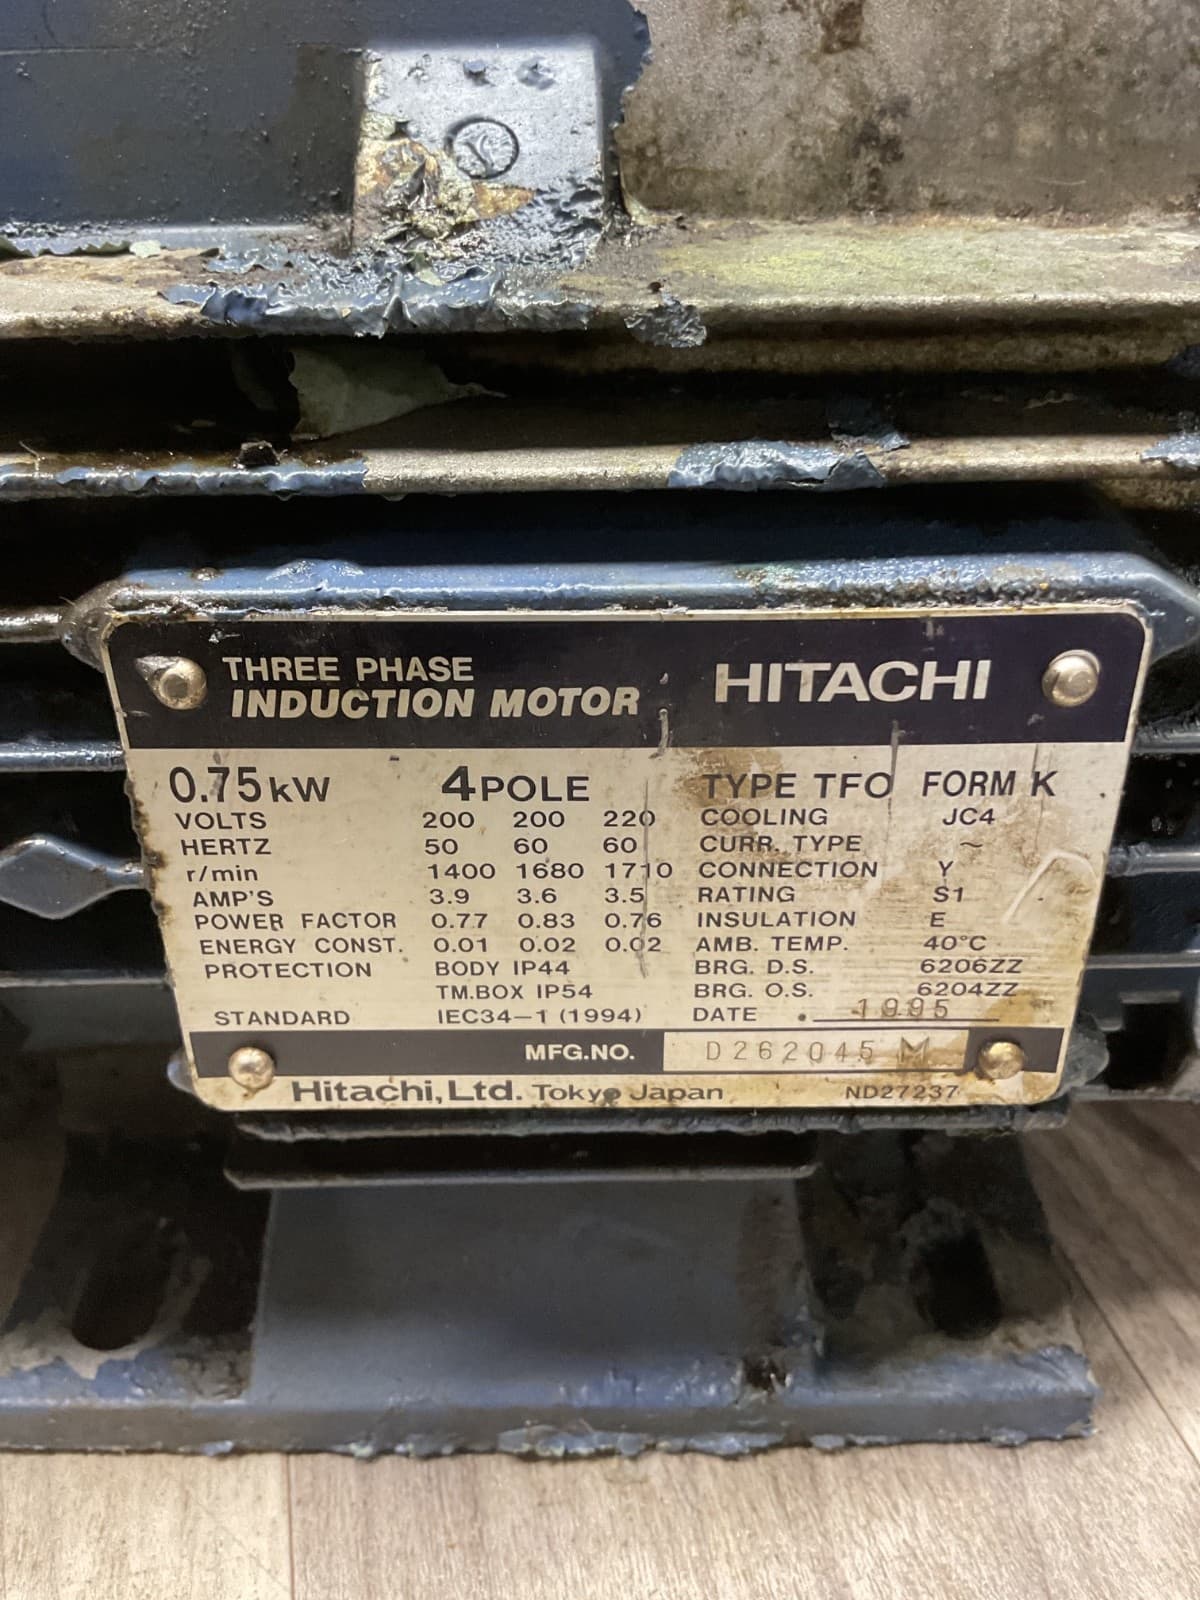 THREE PHASE
INDUCTION MOTOR
HITACHI
0.75kW 4POLE
VOLTS 200 200 220
HERTZ 50 60 60
r/min 1400 1680 1710
AMP'S 3.9 3.6 3.5
POWER FACTOR 0.77 0.83 0.76
ENERGY CONST. 0.01 0.02 0.02
PROTECTION BODY IP44
TM.BOX IP54
STANDARD IEC34-1 (1994)
TYPE TFO FORM K
COOLING JC4
CURR. TYPE ~
CONNECTION Y
RATING S1
INSULATION E
AMB. TEMP. 40°C
BRG. D.S. 6206ZZ
BRG. O.S. 6204ZZ
DATE 1995
MFG.NO. D262045 M
Hitachi, Ltd. Tokyo Japan ND27237